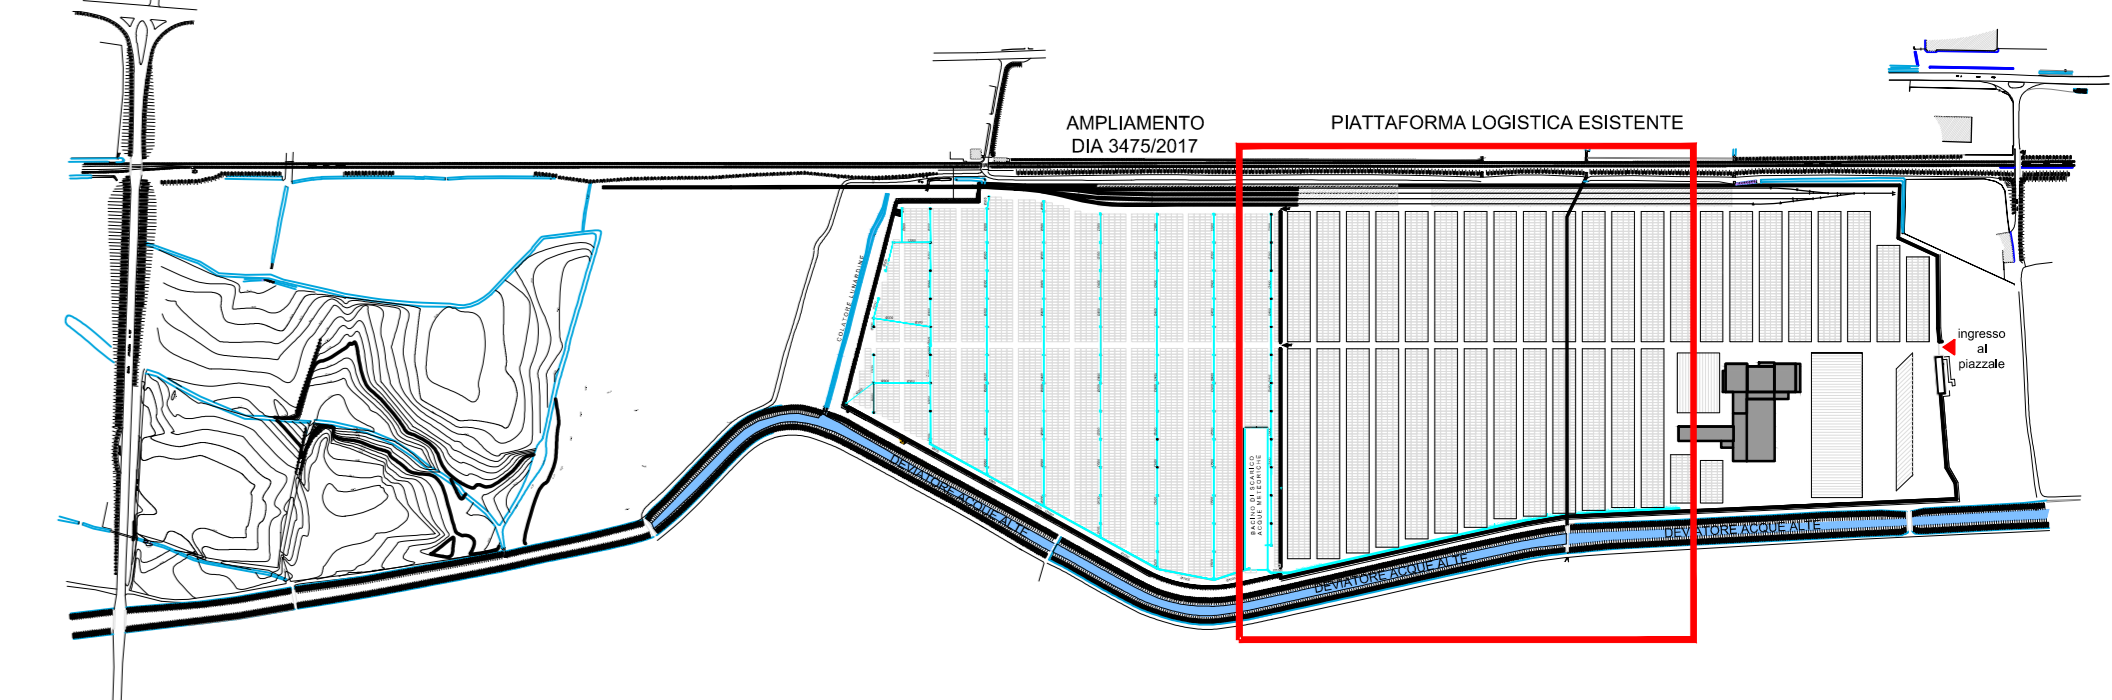 AMPLIAMENTO
DIA 3475/2017
PIATTAFORMA LOGISTICA ESISTENTE
COLATORE LUNARDINE
ingresso
al
piazzale
BACINO DI SCARICO
ACQUE METEORICHE
DEVIATORE ACQUE ALTE
DEVIATORE ACQUE ALTE
DEVIATORE ACQUE ALTE